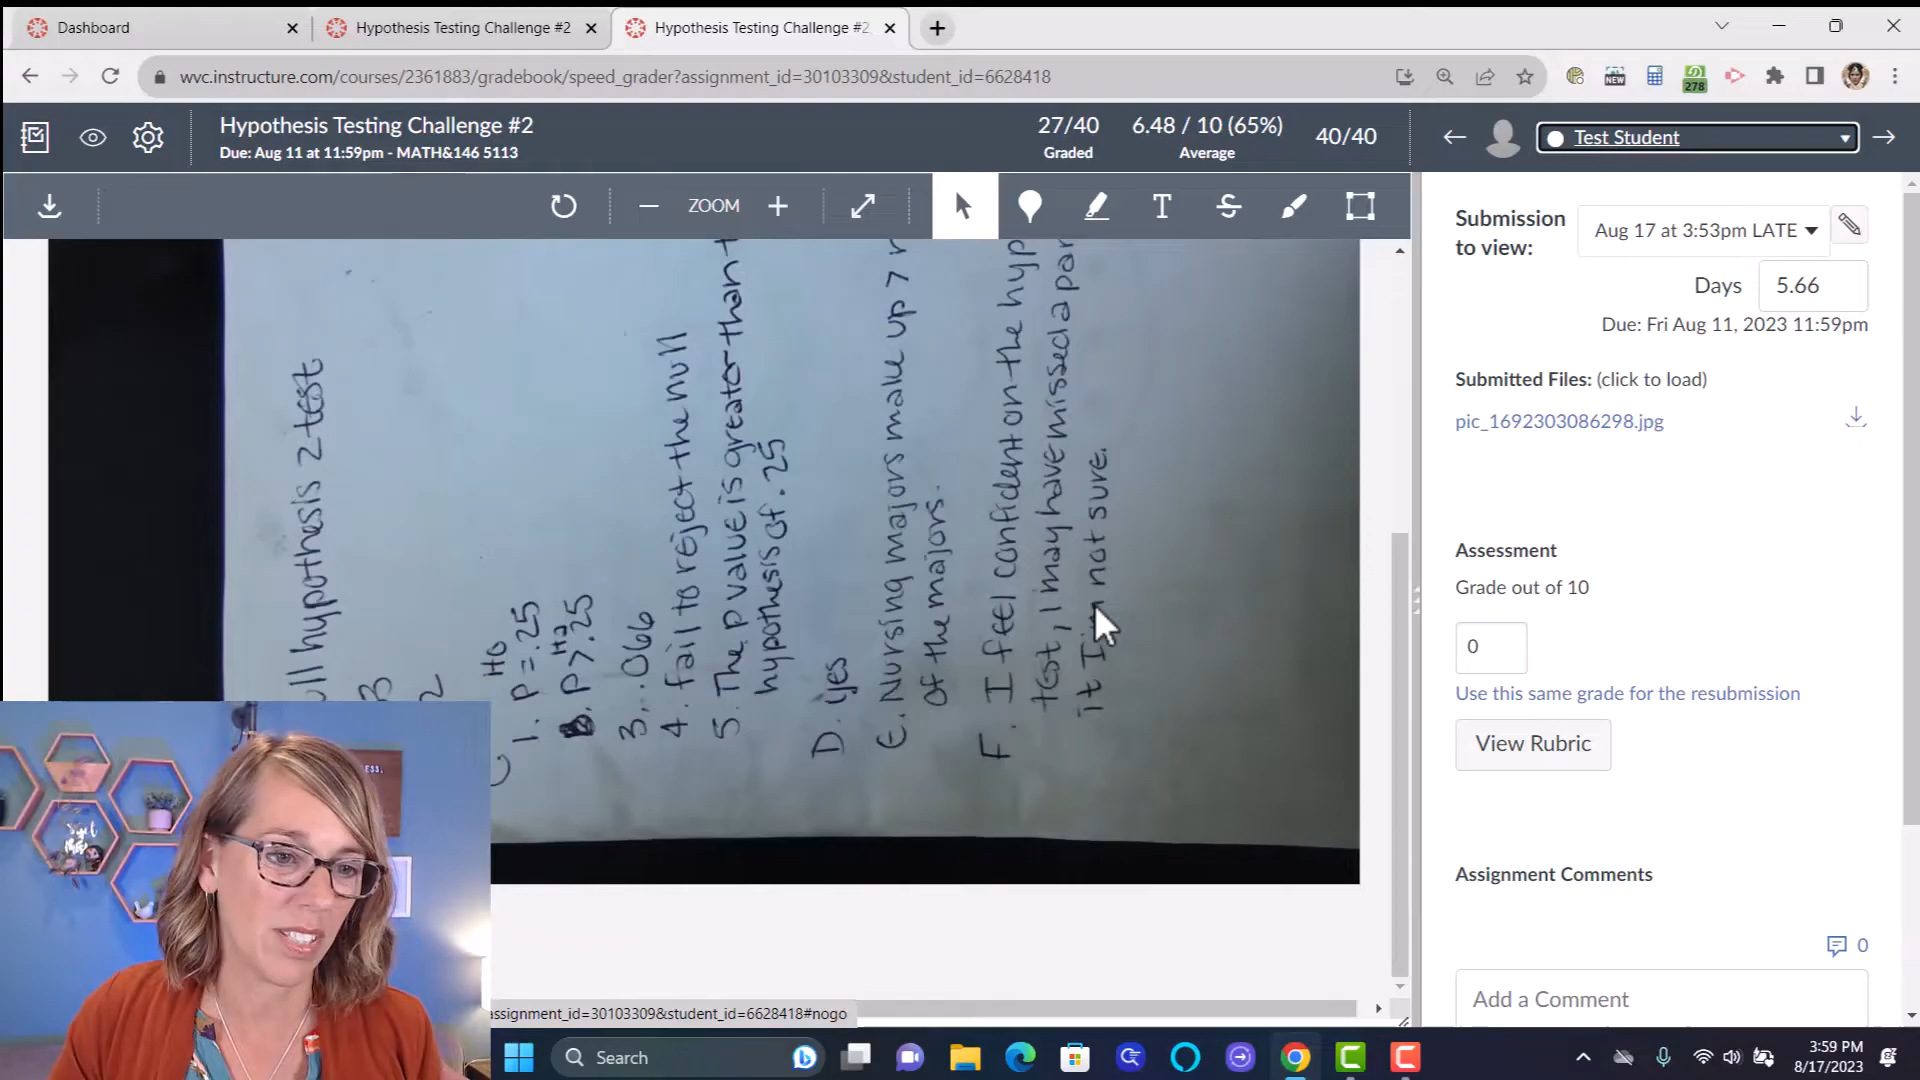 Dashboard
Hypothesis Testing Challenge #2
Hypothesis Testing Challenge #2
wvc.instructure.com/courses/2361883/gradebook/speed_grader?assignment_id=30103309&student_id=6628418
NEW
278
Hypothesis Testing Challenge #2
Due: Aug 11 at 11:59pm - MATH&146 5113
27/40
Graded
6.48 / 10 (65%)
Average
40/40
Test Student
ZOOM
T
S
Submission to view:
Aug 17 at 3:53pm LATE
Days 5.66
Due: Fri Aug 11, 2023 11:59pm
Submitted Files: (click to load)
pic_1692303086298.jpg
Assessment
Grade out of 10
0
Use this same grade for the resubmission
View Rubric
Assignment Comments
0
Add a Comment
ull hypothesis z test
3
2
C
H0
1. P=.25
Ha
P>.25
3. .066
4. fail to reject the null
5. The p value is greater than t
hypothesis of .25
D. yes
E. Nursing majors make up >
of the majors.
F. I feel confident on the hyp
test, I may have missed a par
it I'm not sure.
assignment_id=30103309&student_id=6628418#nogo
Search
3:59 PM
8/17/2023